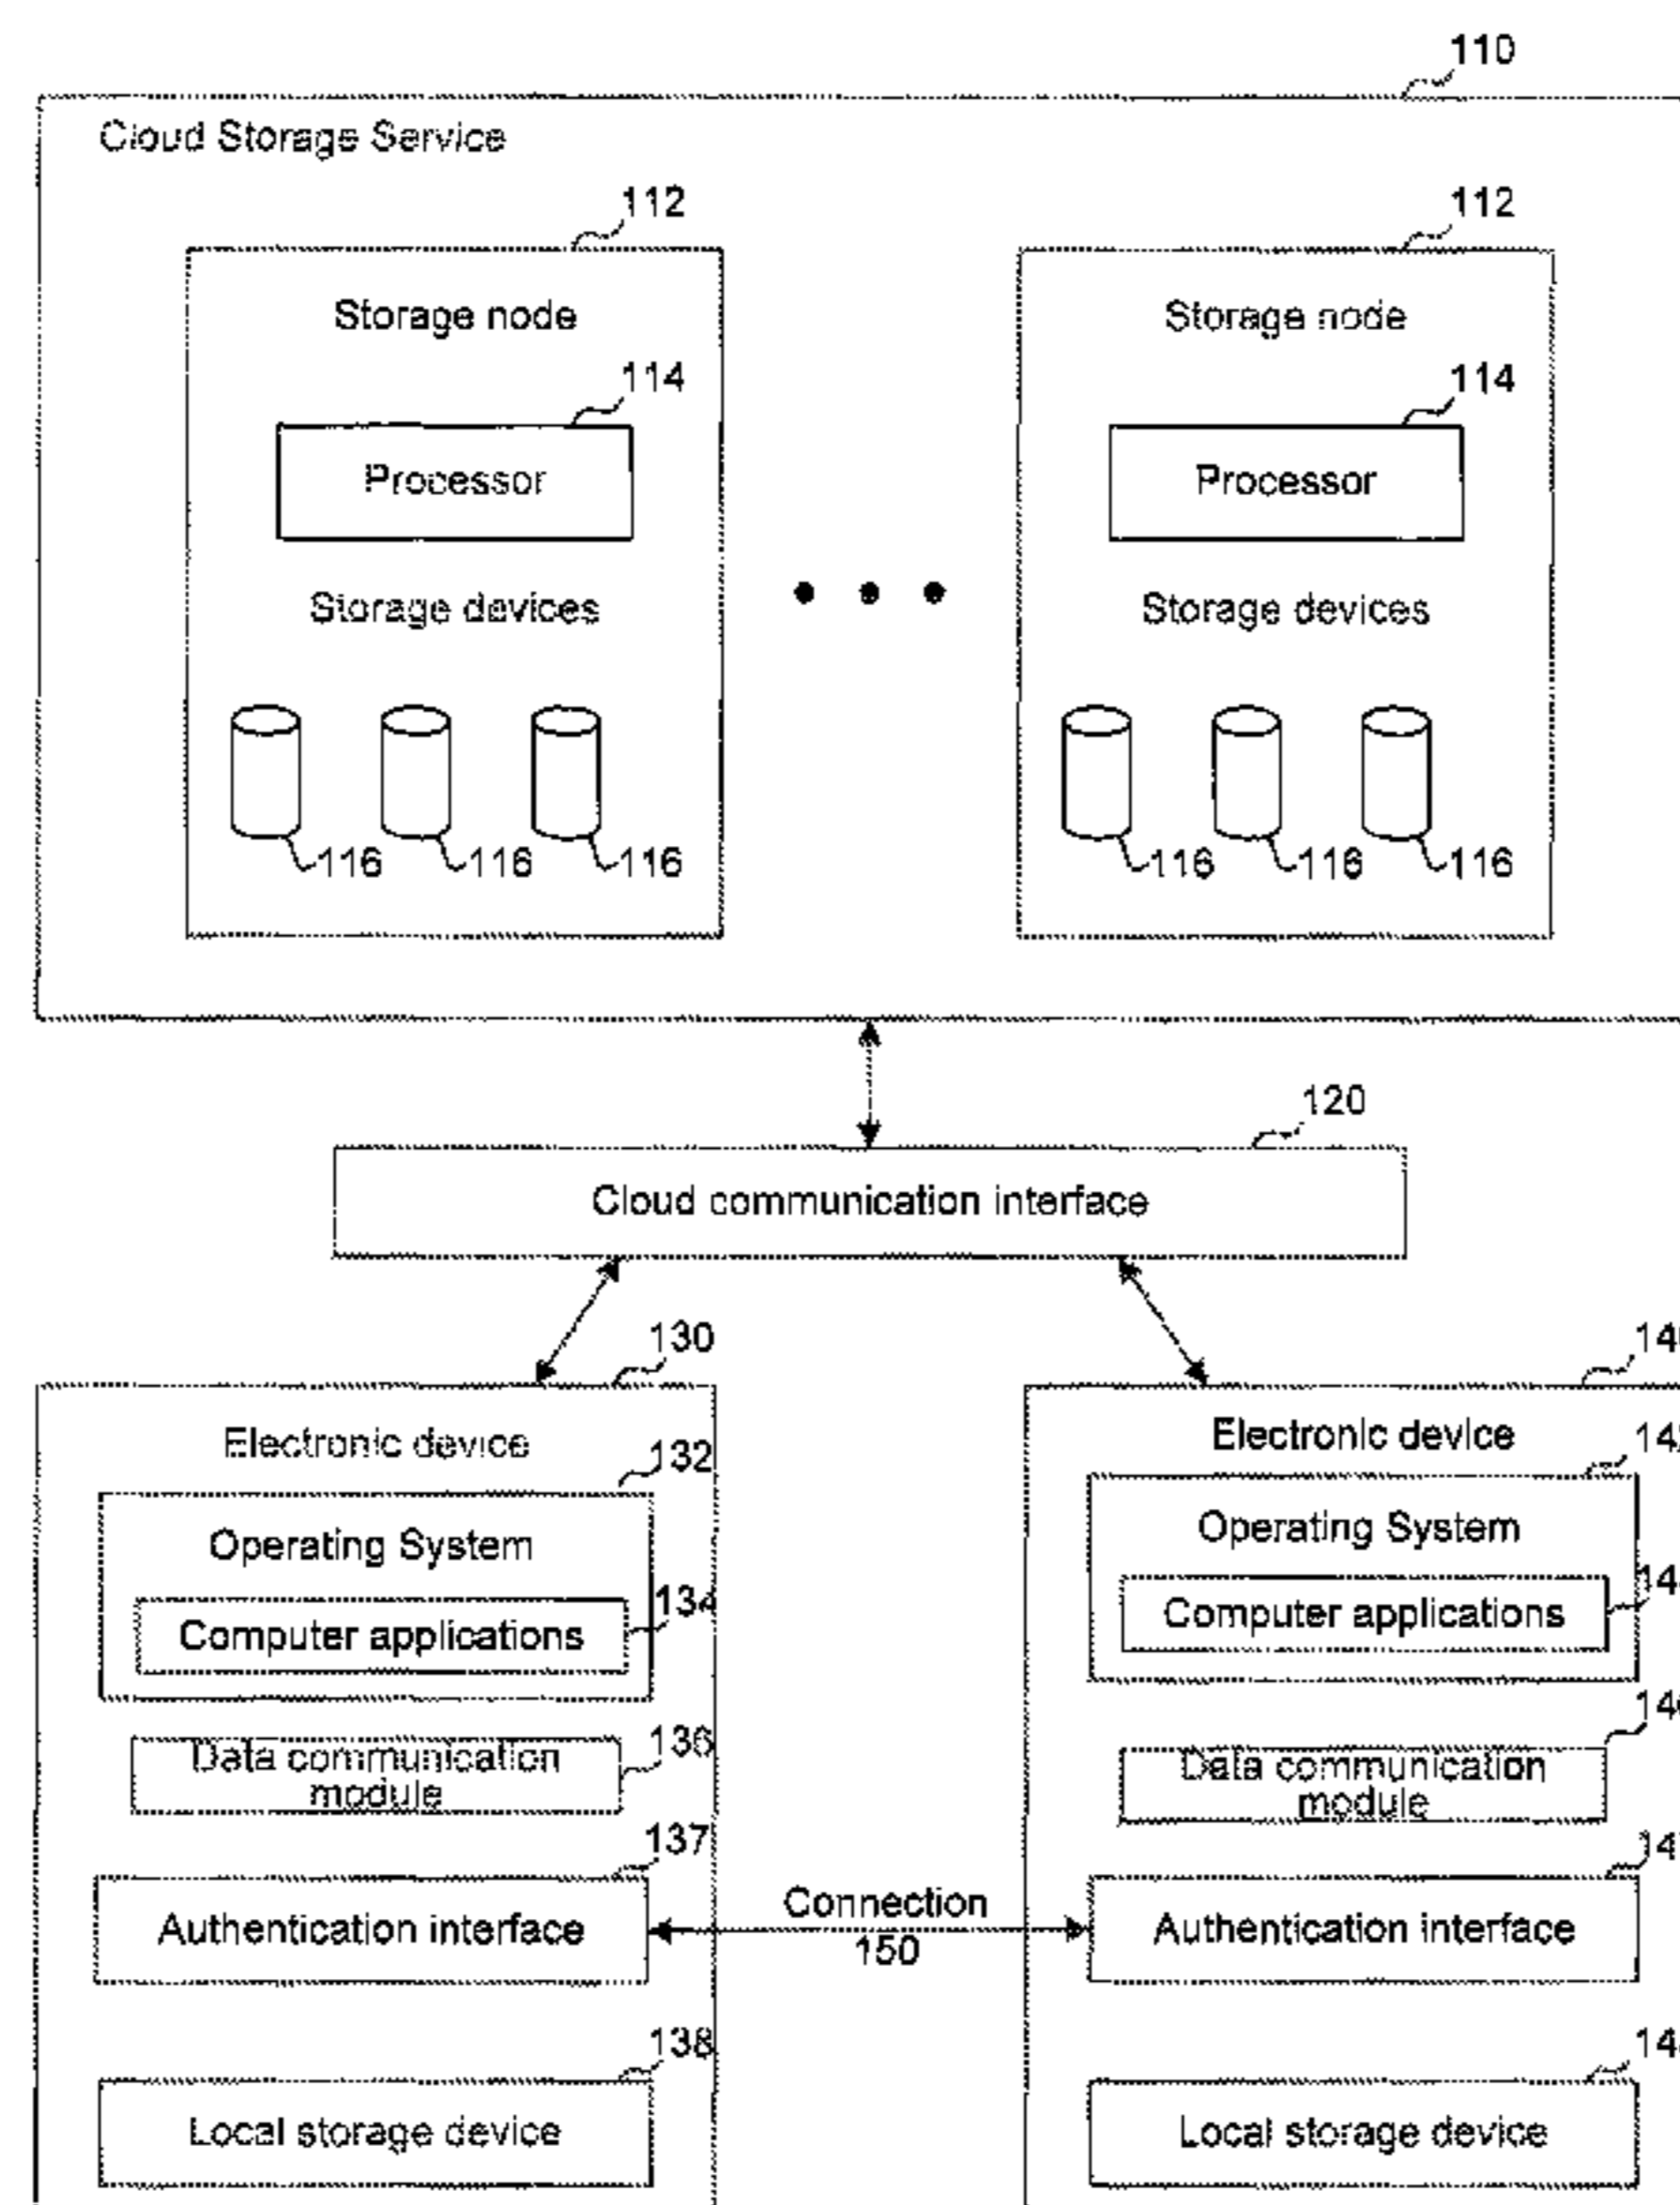 110
Cloud Storage Service
112
112
Storage node
Storage node
114
114
Processor
Processor
Storage devices
Storage devices
116
116
116
116
116
116
120
Cloud communication interface
130
Electronic device
Electronic device
132
Operating System
Operating System
134
Computer applications
Computer applications
136
Data communication
module
Data communication
module
137
Connection
150
Authentication interface
Authentication interface
138
Local storage device
Local storage device